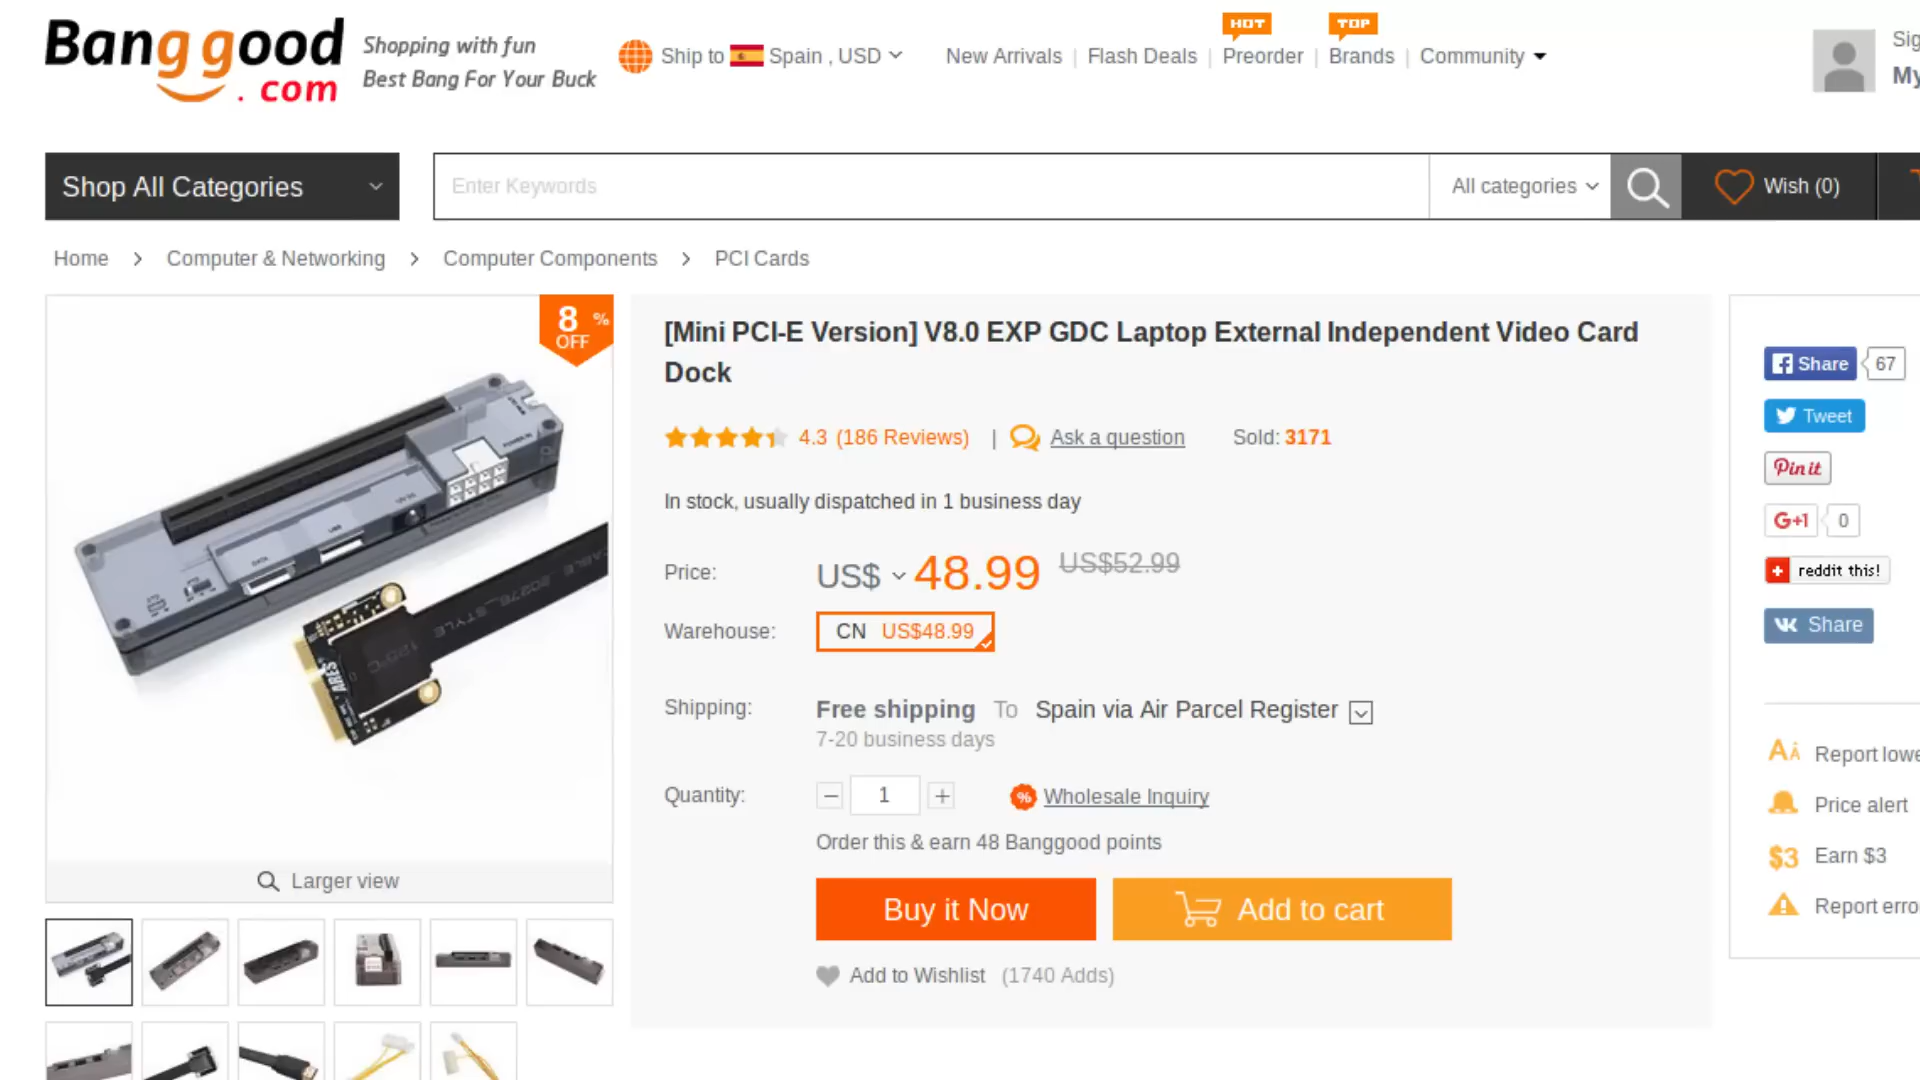 Banggood
.com
Shopping with fun
Best Bang For Your Buck
Ship to Spain , USD
New Arrivals | Flash Deals | Preorder | Brands | Community
HOT
TOP
Shop All Categories
Enter Keywords
All categories
Wish (0)
Home > Computer & Networking > Computer Components > PCI Cards
8 %
OFF
[Mini PCI-E Version] V8.0 EXP GDC Laptop External Independent Video Card
Dock
4.3 (186 Reviews) | Ask a question Sold: 3171
In stock, usually dispatched in 1 business day
Price: US$ 48.99 US$52.99
Warehouse: CN US$48.99
Shipping: Free shipping To Spain via Air Parcel Register
7-20 business days
Quantity: − 1 + % Wholesale Inquiry
Order this & earn 48 Banggood points
Buy it Now
Add to cart
Add to Wishlist (1740 Adds)
Larger view
Share 67
Tweet
Pin it
G+1 0
reddit this!
Share
Report lowe
Price alert
$3 Earn $3
Report erro